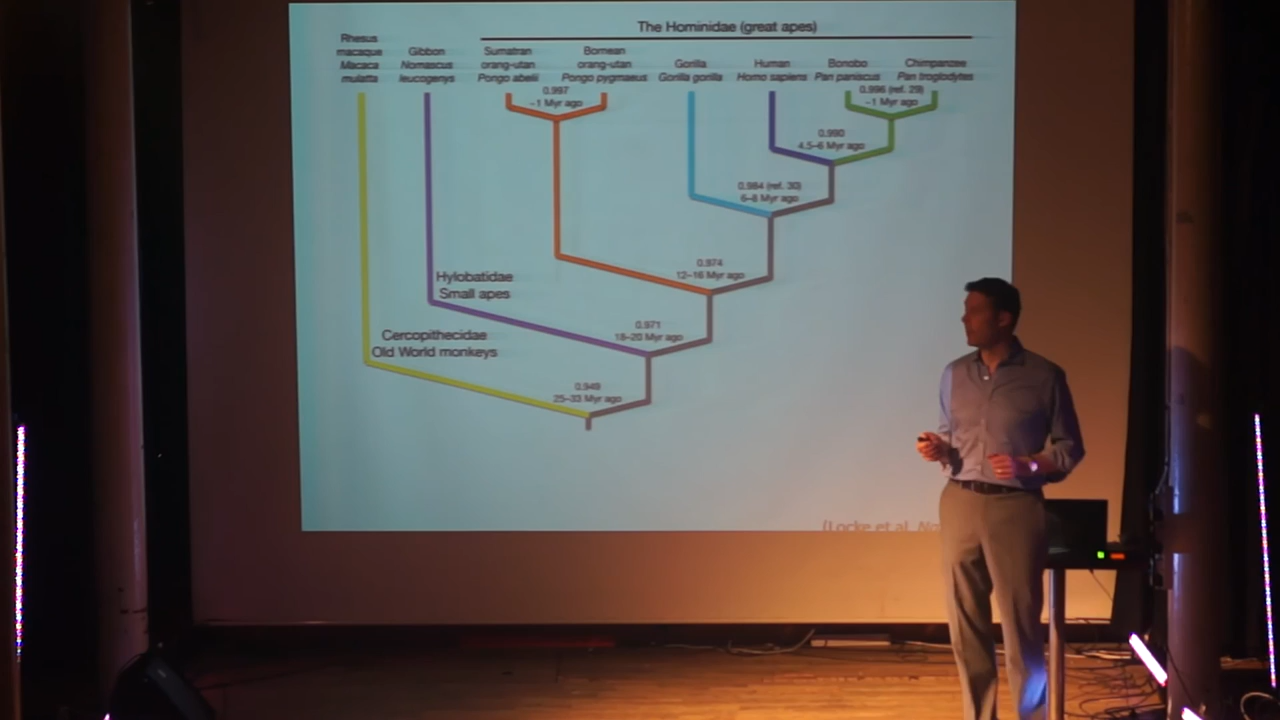 The Hominidae (great apes)
Rhesus
macaque
Macaca
mulatta
Gibbon
Nomascus
leucogenys
Sumatran
orang-utan
Pongo abelii
Bornean
orang-utan
Pongo pygmaeus
Gorilla
Gorilla gorilla
Human
Homo sapiens
Bonobo
Pan paniscus
Chimpanzee
Pan troglodytes
0.997
~1 Myr ago
0.996 (ref. 29)
~1 Myr ago
0.990
4.5–6 Myr ago
0.984 (ref. 30)
6–8 Myr ago
0.974
12–16 Myr ago
Hylobatidae
Small apes
0.971
18–20 Myr ago
Cercopithecidae
Old World monkeys
0.949
25–33 Myr ago
(Locke et al.